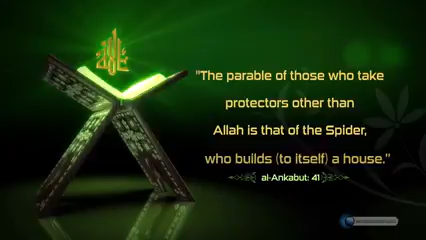 "The parable of those who take
protectors other than
Allah is that of the Spider,
who builds (to itself) a house."
al-Ankabut: 41